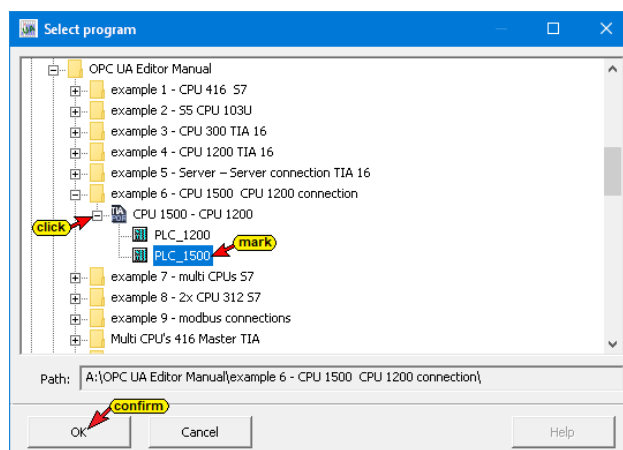 Select program
OPC UA Editor Manual
example 1 - CPU 416  S7
example 2 - S5 CPU 103U
example 3 - CPU 300 TIA 16
example 4 - CPU 1200 TIA 16
example 5 - Server – Server connection TIA 16
example 6 - CPU 1500  CPU 1200 connection
click TIA POR CPU 1500 - CPU 1200
PLC_1200
PLC_1500 mark
example 7 - multi CPUs S7
example 8 - 2x CPU 312 S7
example 9 - modbus connections
Multi CPU's 416 Master TIA
Path: A:\OPC UA Editor Manual\example 6 - CPU 1500  CPU 1200 connection\
confirm
OK Cancel Help